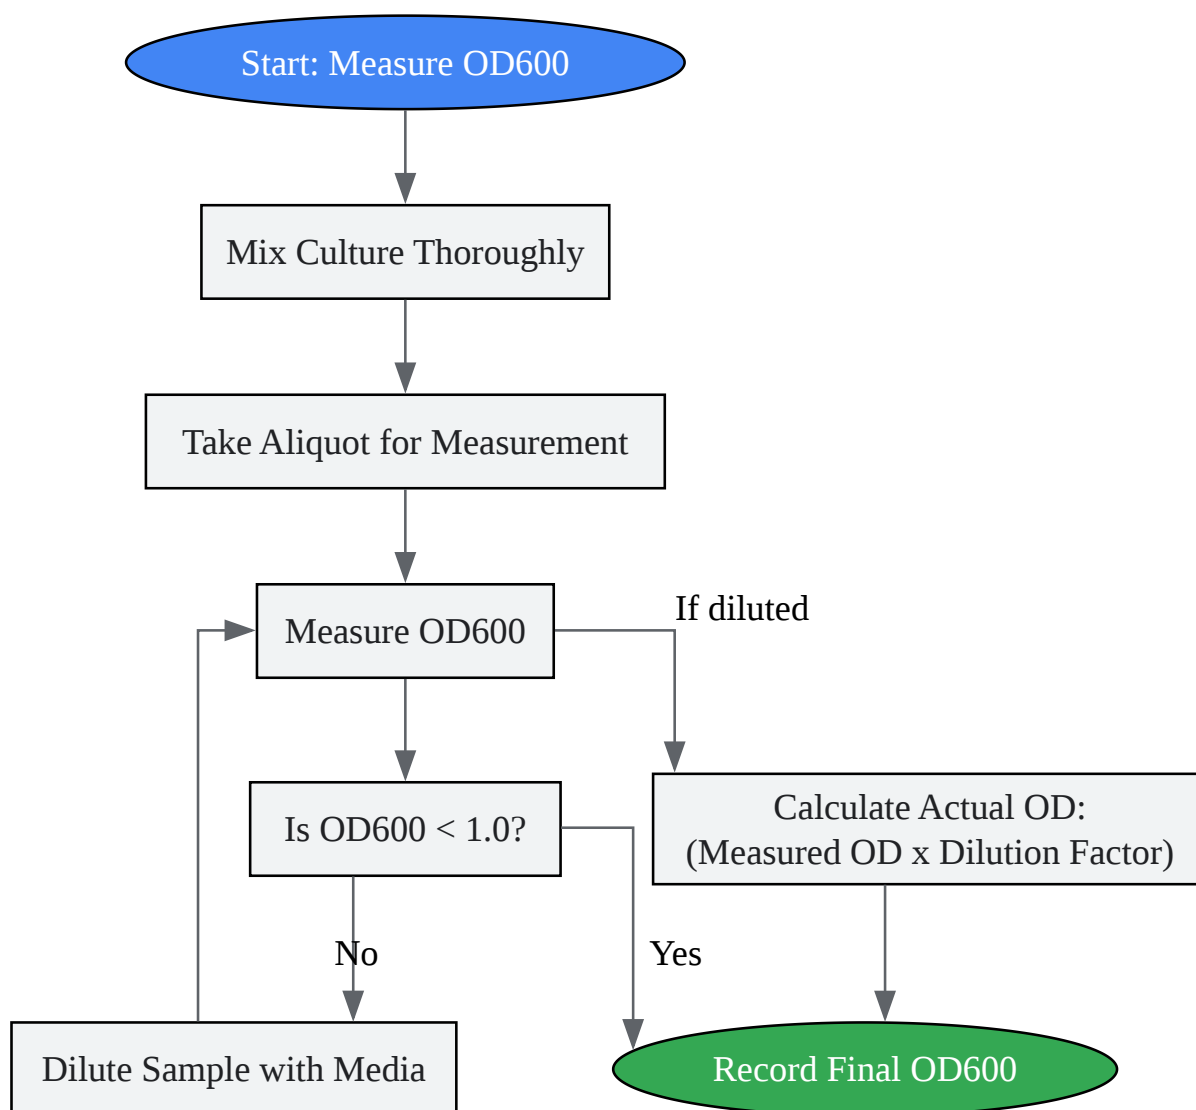 Start: Measure OD600
Mix Culture Thoroughly
Take Aliquot for Measurement
If diluted
Measure OD600
Is OD600 < 1.0?
Calculate Actual OD:
(Measured OD x Dilution Factor)
No
Yes
Dilute Sample with Media
Record Final OD600